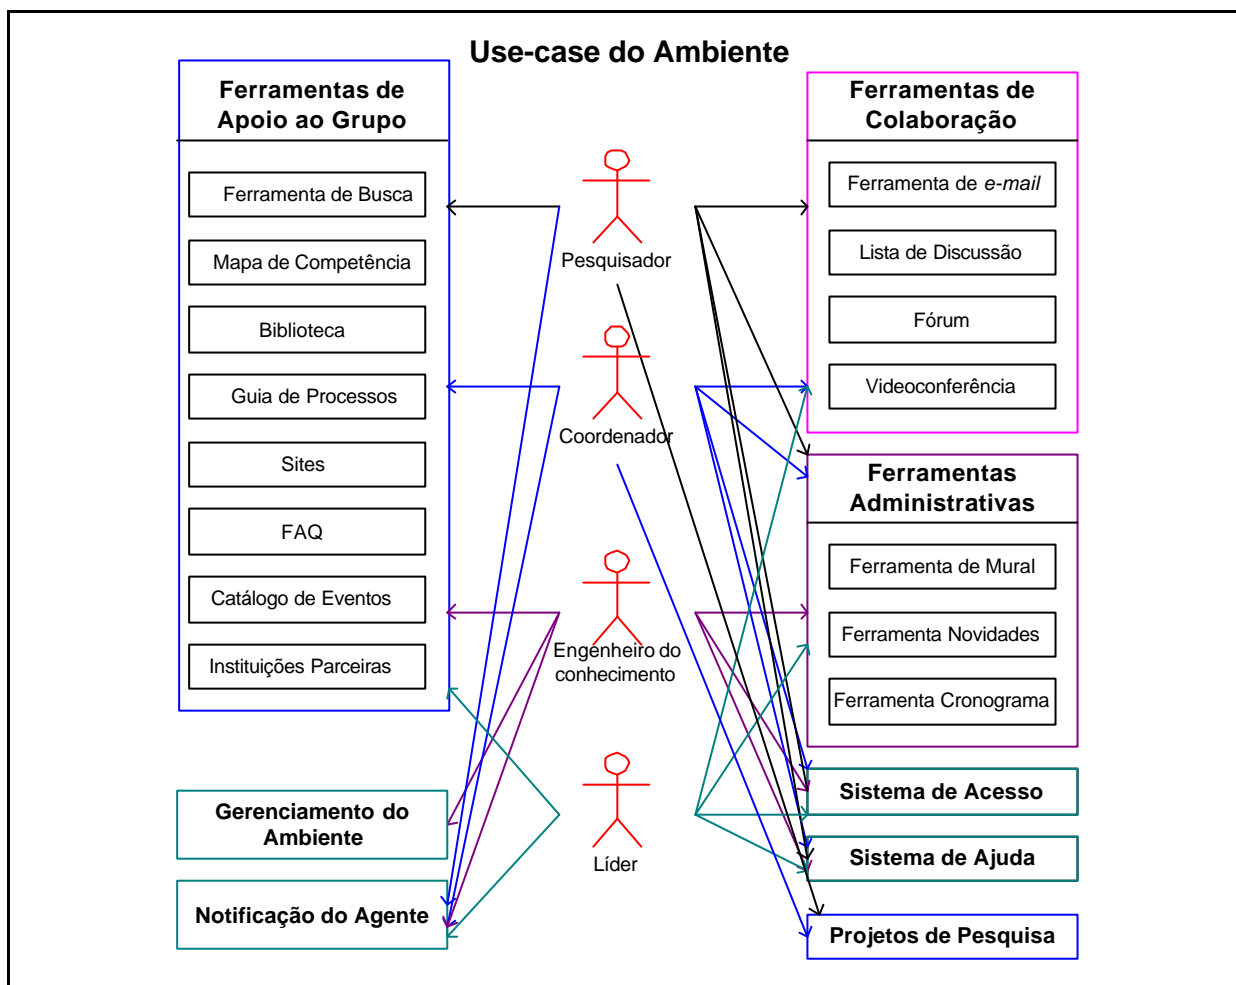 Use-case do Ambiente
Ferramentas de
Apoio ao Grupo
Ferramenta de Busca
Mapa de Competência
Biblioteca
Guia de Processos
Sites
FAQ
Catálogo de Eventos
Instituições Parceiras
Gerenciamento do
Ambiente
Notificação do Agente
Pesquisador
Coordenador
Engenheiro do
conhecimento
Líder
Ferramentas de
Colaboração
Ferramenta de e-mail
Lista de Discussão
Fórum
Videoconferência
Ferramentas
Administrativas
Ferramenta de Mural
Ferramenta Novidades
Ferramenta Cronograma
Sistema de Acesso
Sistema de Ajuda
Projetos de Pesquisa